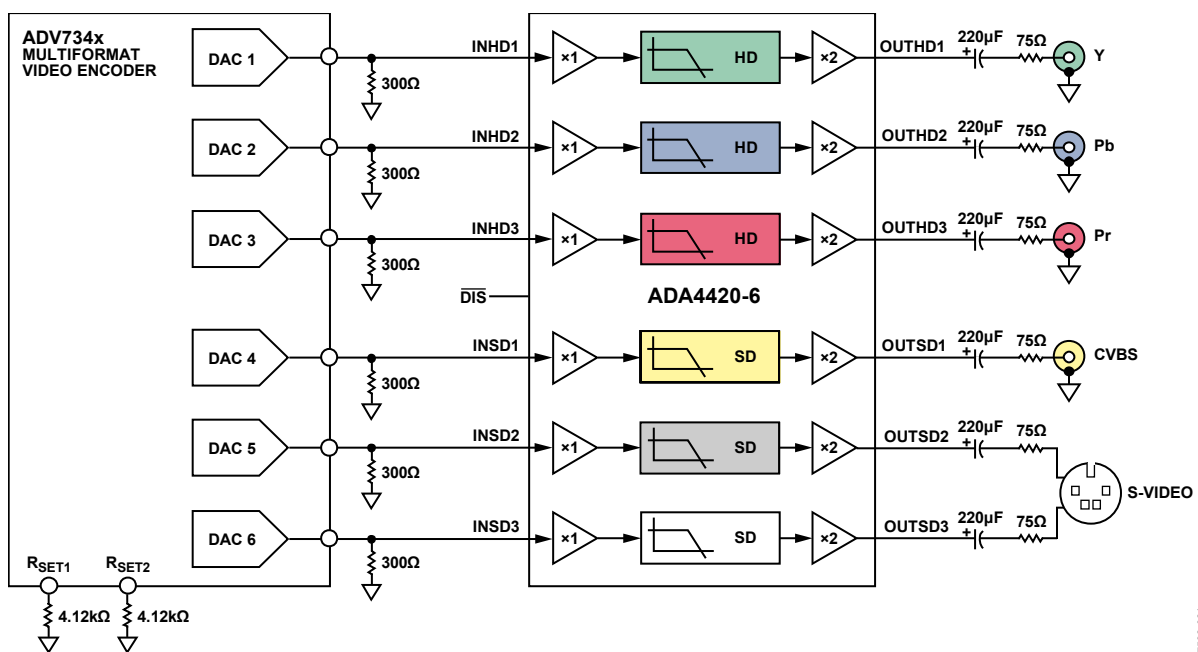 ADV734x
MULTIFORMAT
VIDEO ENCODER
DAC 1
300Ω
INHD1
×1
HD
×2
OUTHD1
220µF
+
75Ω
Y
DAC 2
300Ω
INHD2
×1
HD
×2
OUTHD2
220µF
+
75Ω
Pb
DAC 3
300Ω
INHD3
×1
HD
×2
OUTHD3
220µF
+
75Ω
Pr
DIS
ADA4420-6
DAC 4
300Ω
INSD1
×1
SD
×2
OUTSD1
220µF
+
75Ω
CVBS
DAC 5
300Ω
INSD2
×1
SD
×2
OUTSD2
220µF
+
75Ω
S-VIDEO
DAC 6
300Ω
INSD3
×1
SD
×2
OUTSD3
220µF
+
75Ω
RSET1
RSET2
4.12kΩ
4.12kΩ